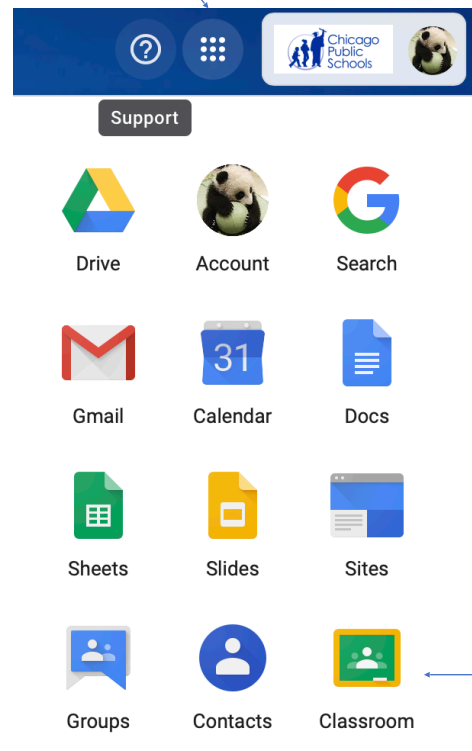 ?
Chicago
Public
Schools
Support
Drive Account Search
31
Gmail Calendar Docs
Sheets Slides Sites
Groups Contacts Classroom